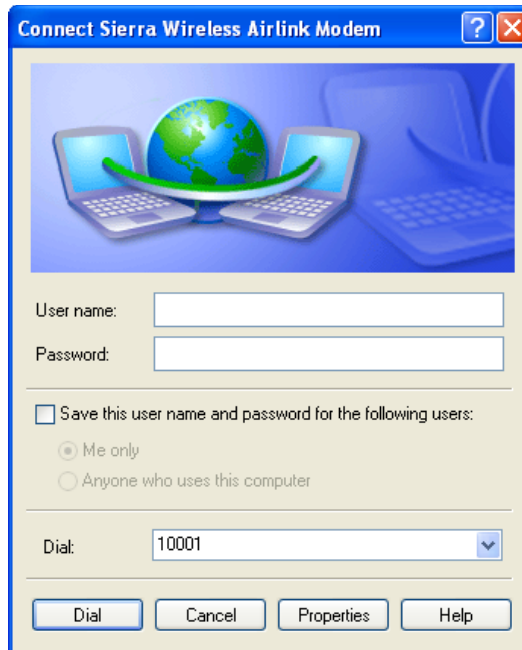 Connect Sierra Wireless Airlink Modem
User name:
Password:
Save this user name and password for the following users:
Me only
Anyone who uses this computer
Dial: 10001
Dial Cancel Properties Help